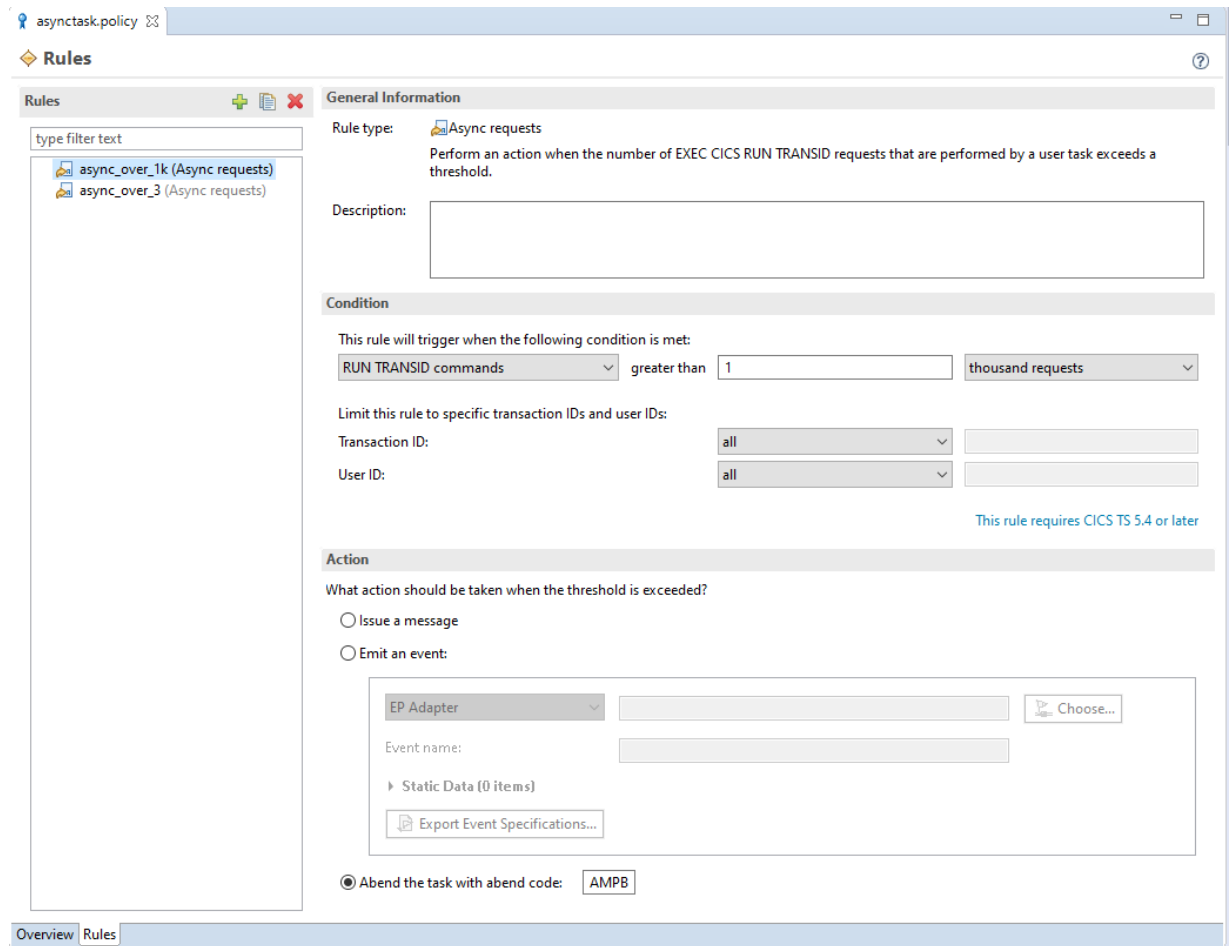 asynctask.policy
Rules
Rules
type filter text
async_over_1k (Async requests)
async_over_3 (Async requests)
General Information
Rule type: Async requests
Perform an action when the number of EXEC CICS RUN TRANSID requests that are performed by a user task exceeds a
threshold.
Description:
Condition
This rule will trigger when the following condition is met:
RUN TRANSID commands greater than 1 thousand requests
Limit this rule to specific transaction IDs and user IDs:
Transaction ID: all
User ID: all
This rule requires CICS TS 5.4 or later
Action
What action should be taken when the threshold is exceeded?
Issue a message
Emit an event:
EP Adapter Choose...
Event name:
Static Data (0 items)
Export Event Specifications...
Abend the task with abend code: AMPB
Overview Rules